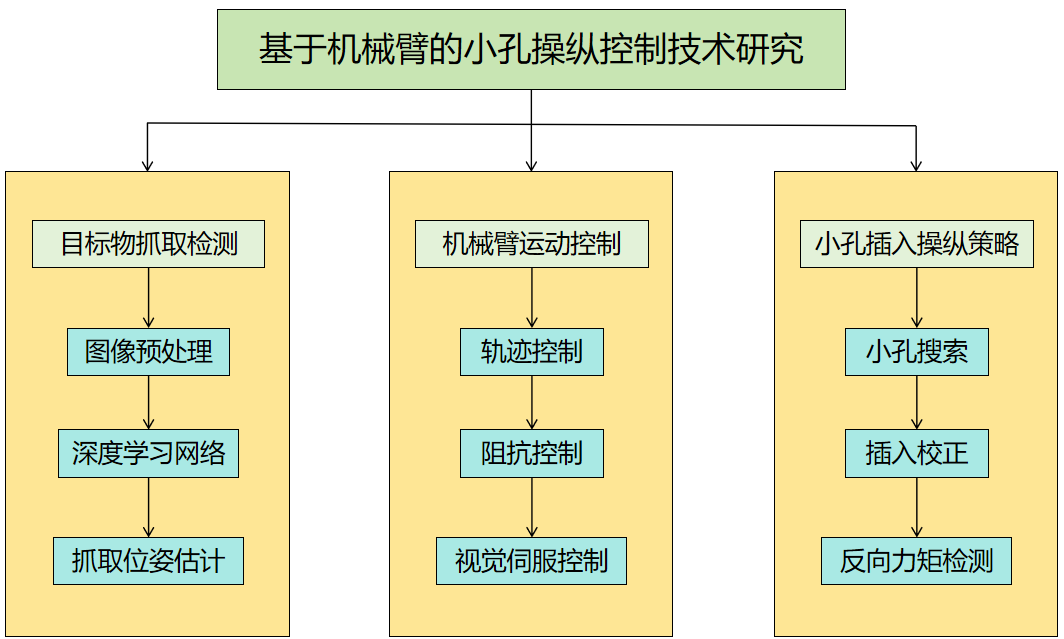 基于机械臂的小孔操纵控制技术研究
目标物抓取检测
图像预处理
深度学习网络
抓取位姿估计
机械臂运动控制
轨迹控制
阻抗控制
视觉伺服控制
小孔插入操纵策略
小孔搜索
插入校正
反向力矩检测